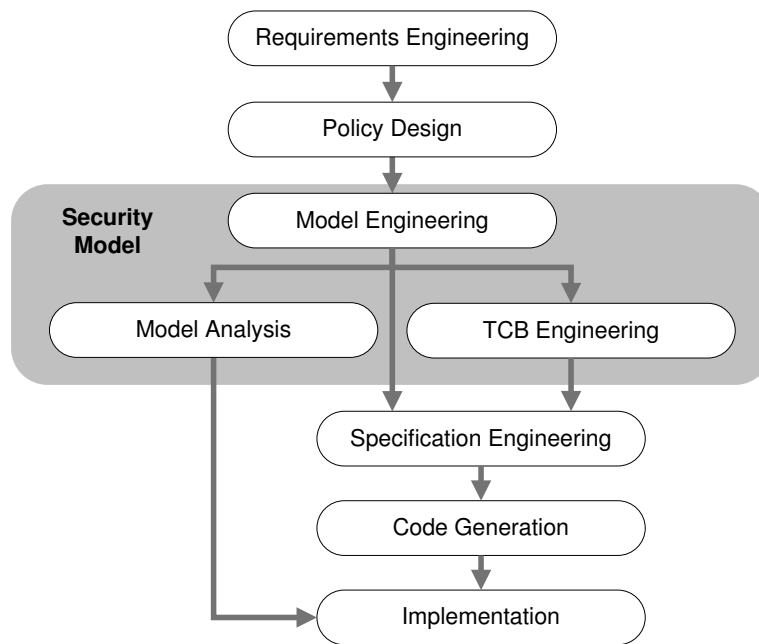 Requirements Engineering
Policy Design
Security
Model
Model Engineering
Model Analysis
TCB Engineering
Specification Engineering
Code Generation
Implementation